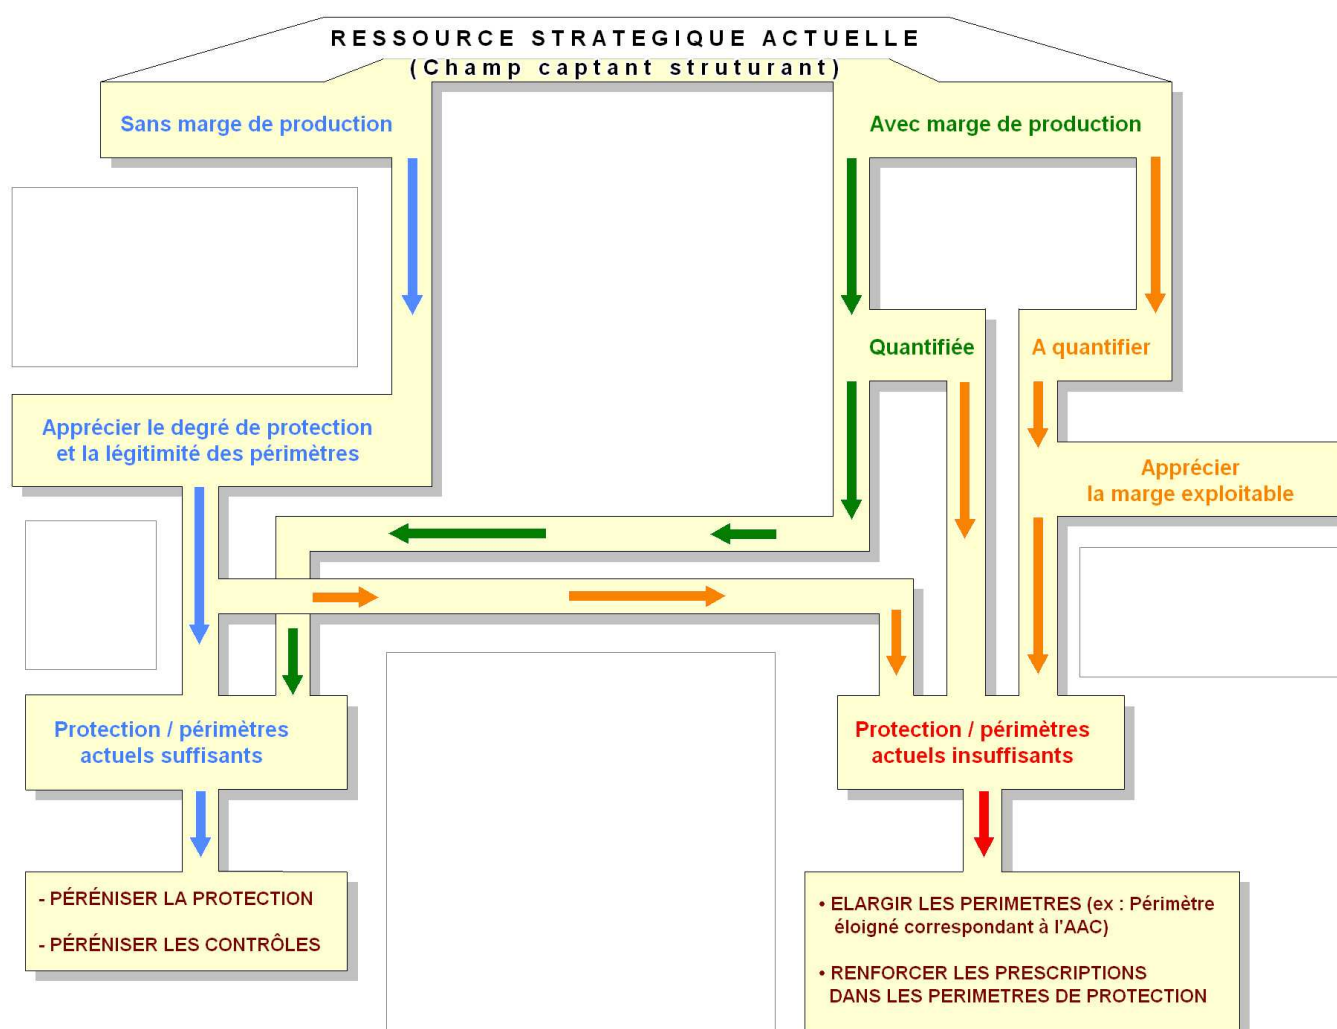 RESSOURCE STRATEGIQUE ACTUELLE
(Champ captant struturant)
Sans marge de production
Avec marge de production
Quantifiée
A quantifier
Apprécier le degré de protection
et la légitimité des périmètres
Apprécier
la marge exploitable
Protection / périmètres
actuels suffisants
Protection / périmètres
actuels insuffisants
- PÉRÉNISER LA PROTECTION
- PÉRÉNISER LES CONTRÔLES
• ELARGIR LES PERIMETRES (ex : Périmètre
éloigné correspondant à l'AAC)
• RENFORCER LES PRESCRIPTIONS
DANS LES PERIMETRES DE PROTECTION